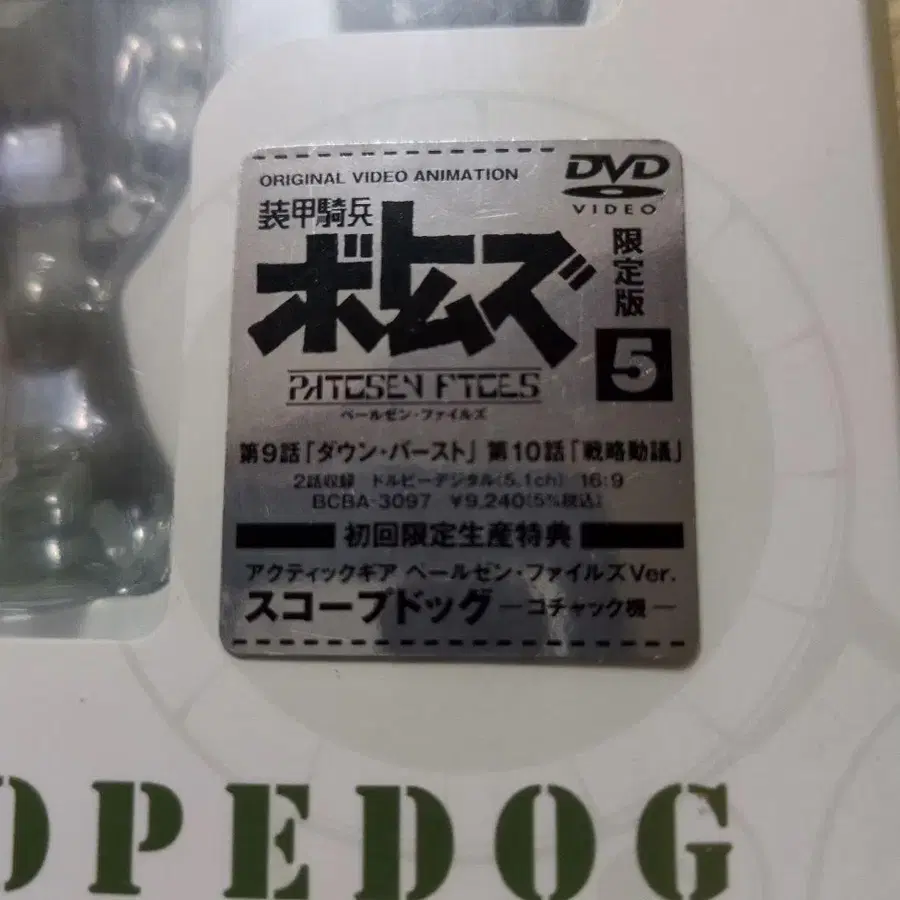 ORIGINAL VIDEO ANIMATION
DVD
VIDEO
装甲騎兵
ボトムズ
限定版
5
ペールゼン・ファイルズ
第9話「ダウン・バースト」 第10話「戦略動議」
2話収録 ドルビーデジタル(5.1ch) 16:9
BCBA-3097 ¥9,240(5%税込)
初回限定生産特典
アクティックギア ペールゼン・ファイルズVer.
スコープドッグ ーコチャック機ー
OPEDOG